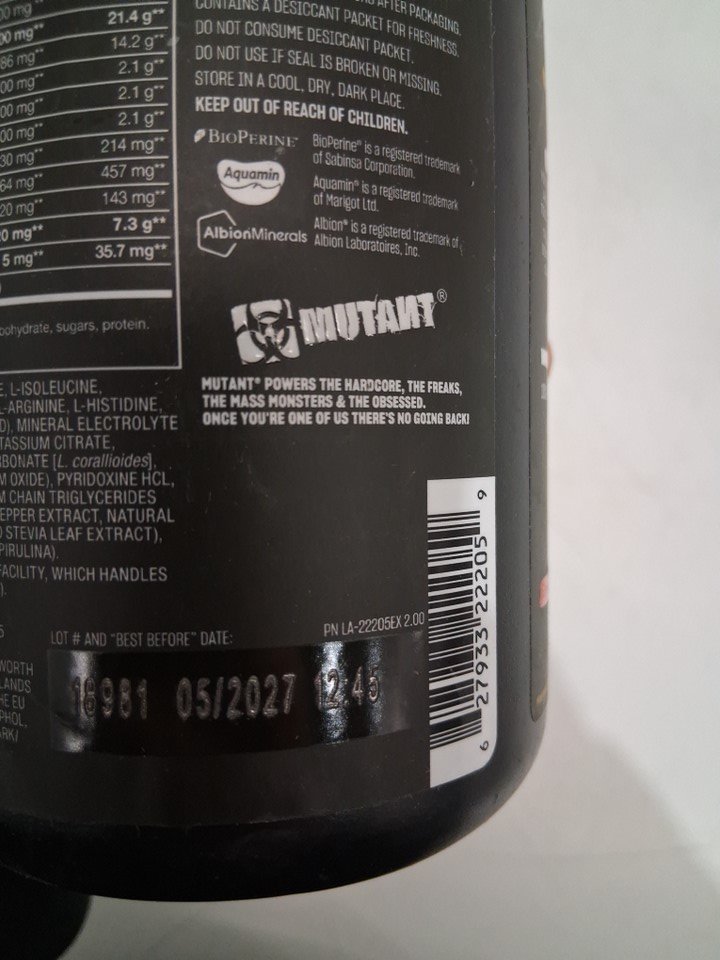 21.4 g**
14.2 g**
2.1 g**
2.1 g**
2.1 g**
214 mg**
457 mg**
143 mg**
7.3 g**
35.7 mg**
sugars, protein.
AFTER PACKAGING.
CONTAINS A DESICCANT PACKET FOR FRESHNESS.
DO NOT CONSUME DESICCANT PACKET.
DO NOT USE IF SEAL IS BROKEN OR MISSING.
STORE IN A COOL, DRY, DARK PLACE.
KEEP OUT OF REACH OF CHILDREN.
BIOPERINE
BioPerine® is a registered trademark
of Sabinsa Corporation.
Aquamin
Aquamin® is a registered trademark
of Marigot Ltd.
AlbionMinerals
Albion® is a registered trademark of
Albion Laboratoires, Inc.
MUTANT®
MUTANT® POWERS THE HARDCORE, THE FREAKS,
THE MASS MONSTERS & THE OBSESSED.
ONCE YOU'RE ONE OF US THERE'S NO GOING BACK!
L-ISOLEUCINE,
L-ARGININE, L-HISTIDINE,
MINERAL ELECTROLYTE
CITRATE,
[L. corallioides],
OXIDE), PYRIDOXINE HCL,
CHAIN TRIGLYCERIDES
EXTRACT, NATURAL
STEVIA LEAF EXTRACT),
FACILITY, WHICH HANDLES
PN LA-22205EX 2.00
LOT # AND "BEST BEFORE" DATE:
05/2027 12:45
6 27933 22205 9